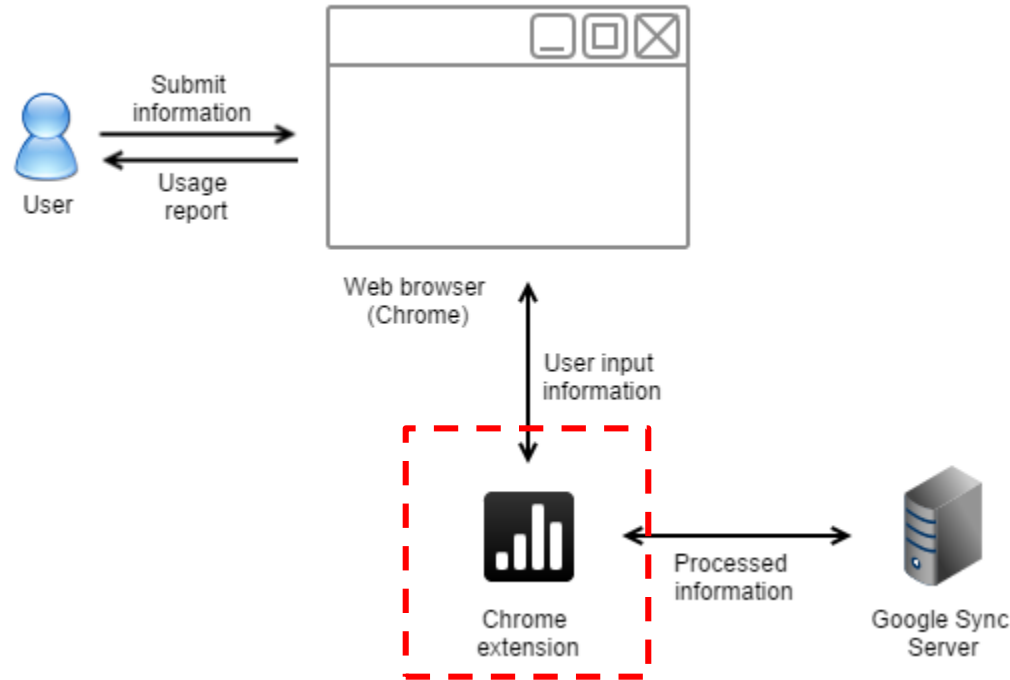 Submit
information
Usage
report
User
Web browser
(Chrome)
User input
information
Processed
information
Chrome
extension
Google Sync
Server